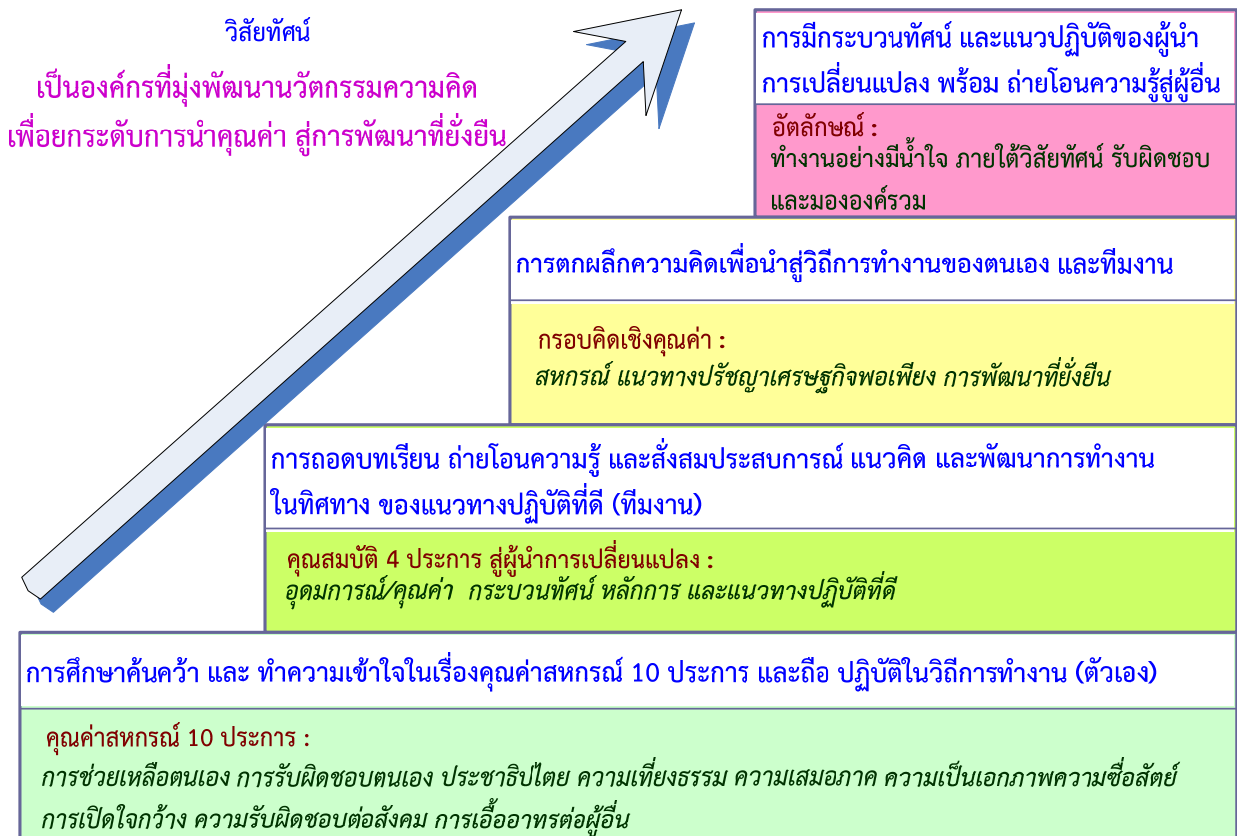 วิสัยทัศน์
เป็นองค์กรที่มุ่งพัฒนานวัตกรรมความคิด
เพื่อยกระดับการนำคุณค่า สู่การพัฒนาที่ยั่งยืน
การมีกระบวนทัศน์ และแนวปฏิบัติของผู้นำ
การเปลี่ยนแปลง พร้อม ถ่ายโอนความรู้สู่ผู้อื่น
อัตลักษณ์ :
ทำงานอย่างมีน้ำใจ ภายใต้วิสัยทัศน์ รับผิดชอบ
และมององค์รวม
การตกผลึกความคิดเพื่อนำสู่วิถีการทำงานของตนเอง และทีมงาน
กรอบคิดเชิงคุณค่า :
สหกรณ์ แนวทางปรัชญาเศรษฐกิจพอเพียง การพัฒนาที่ยั่งยืน
การถอดบทเรียน ถ่ายโอนความรู้ และสั่งสมประสบการณ์ แนวคิด และพัฒนาการทำงาน
ในทิศทาง ของแนวทางปฏิบัติที่ดี (ทีมงาน)
คุณสมบัติ 4 ประการ สู่ผู้นำการเปลี่ยนแปลง :
อุดมการณ์/คุณค่า กระบวนทัศน์ หลักการ และแนวทางปฏิบัติที่ดี
การศึกษาค้นคว้า และ ทำความเข้าใจในเรื่องคุณค่าสหกรณ์ 10 ประการ และถือ ปฏิบัติในวิถีการทำงาน (ตัวเอง)
คุณค่าสหกรณ์ 10 ประการ :
การช่วยเหลือตนเอง การรับผิดชอบตนเอง ประชาธิปไตย ความเที่ยงธรรม ความเสมอภาค ความเป็นเอกภาพความซื่อสัตย์
การเปิดใจกว้าง ความรับผิดชอบต่อสังคม การเอื้ออาทรต่อผู้อื่น